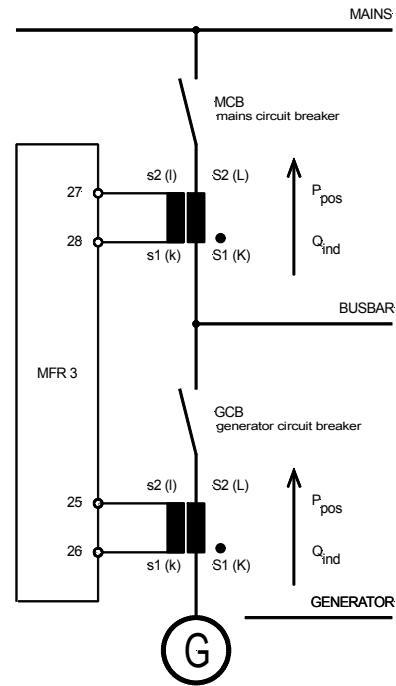 MAINS
MCB
mains circuit breaker
s2 (l) S2 (L)
27
P pos
28
Q ind
s1 (k) S1 (K)
BUSBAR
MFR 3
GCB
generator circuit breaker
s2 (l) S2 (L)
25
P pos
26
Q ind
s1 (k) S1 (K)
GENERATOR
G